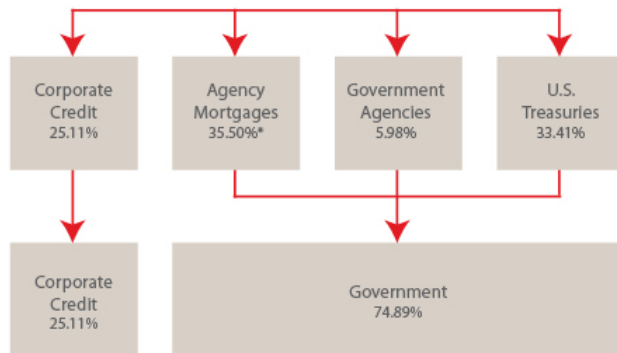 Corporate
Credit
25.11%
Agency
Mortgages
35.50%*
Government
Agencies
5.98%
U.S.
Treasuries
33.41%
Corporate
Credit
25.11%
Government
74.89%